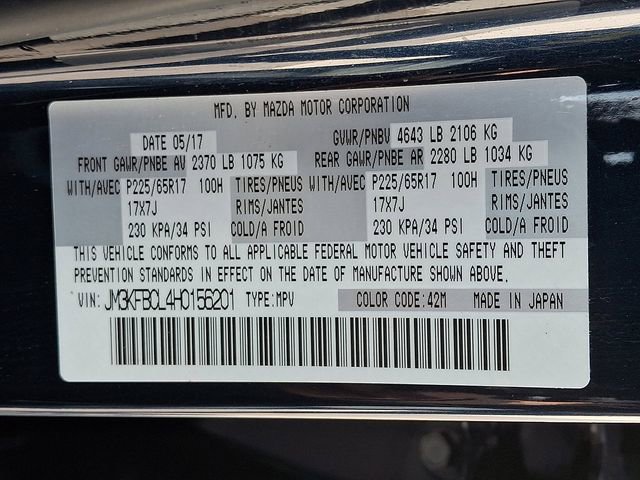 MFD. BY MAZDA MOTOR CORPORATION
DATE 05/17 GVWR/PNBV 4643 LB 2106 KG
FRONT GAWR/PNBE AV 2370 LB 1075 KG REAR GAWR/PNBE AR 2280 LB 1034 KG
WITH/AVEC P225/65R17 100H TIRES/PNEUS WITH/AVEC P225/65R17 100H TIRES/PNEUS
17X7J RIMS/JANTES 17X7J RIMS/JANTES
230 KPA/34 PSI COLD/A FROID 230 KPA/34 PSI COLD/A FROID
THIS VEHICLE CONFORMS TO ALL APPLICABLE FEDERAL MOTOR VEHICLE SAFETY AND THEFT
PREVENTION STANDARDS IN EFFECT ON THE DATE OF MANUFACTURE SHOWN ABOVE.
VIN: JM3KFBCL4H0156201 TYPE:MPV COLOR CODE:42M MADE IN JAPAN